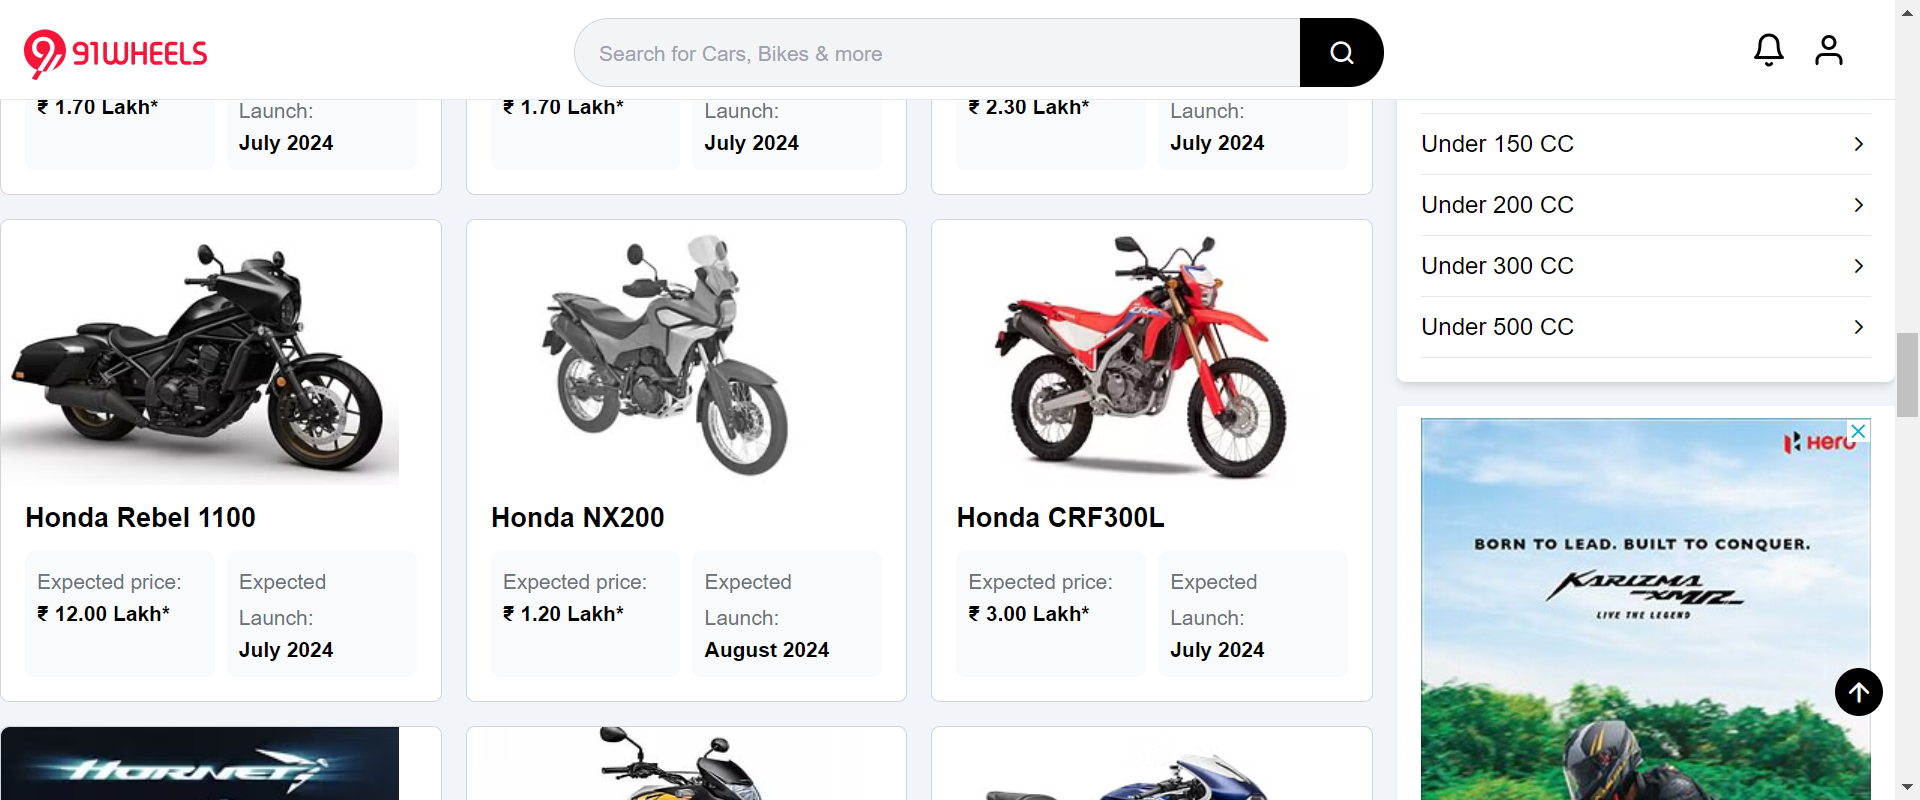 91WHEELS
Search for Cars, Bikes & more
₹ 1.70 Lakh*
Launch:
July 2024
₹ 1.70 Lakh*
Launch:
July 2024
₹ 2.30 Lakh*
Launch:
July 2024
Honda Rebel 1100
Expected price:
₹ 12.00 Lakh*
Expected
Launch:
July 2024
Honda NX200
Expected price:
₹ 1.20 Lakh*
Expected
Launch:
August 2024
CRF
Honda CRF300L
Expected price:
₹ 3.00 Lakh*
Expected
Launch:
July 2024
HORNET
Under 150 CC
Under 200 CC
Under 300 CC
Under 500 CC
Hero
BORN TO LEAD. BUILT TO CONQUER.
KARIZMA
XMR
LIVE THE LEGEND